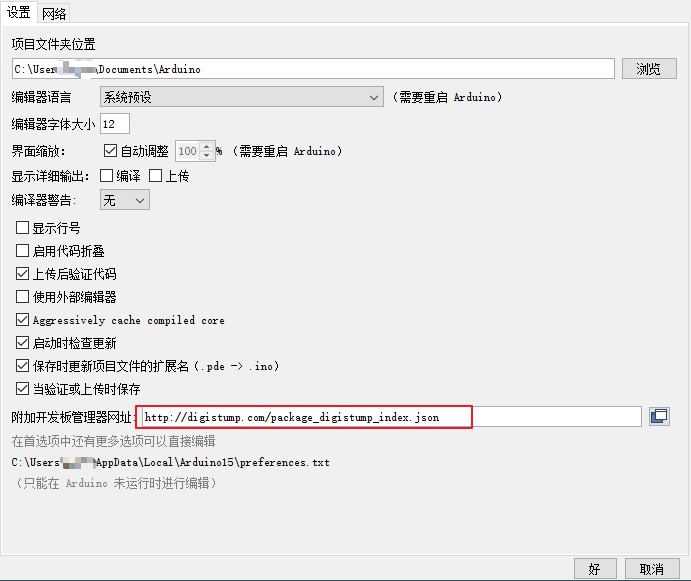 设置 网络
项目文件夹位置
C:\User \Documents\Arduino 浏览
编辑器语言 系统预设 （需要重启 Arduino）
编辑器字体大小 12
界面缩放： 自动调整 100 % （需要重启 Arduino）
显示详细输出： 编译 上传
编译器警告: 无
显示行号
启用代码折叠
上传后验证代码
使用外部编辑器
Aggressively cache compiled core
启动时检查更新
保存时更新项目文件的扩展名（.pde -> .ino）
当验证或上传时保存
附加开发板管理器网址: http://digistump.com/package_digistump_index.json
在首选项中还有更多选项可以直接编辑
C:\Users AppData\Local\Arduino15\preferences.txt
（只能在 Arduino 未运行时进行编辑）
好 取消